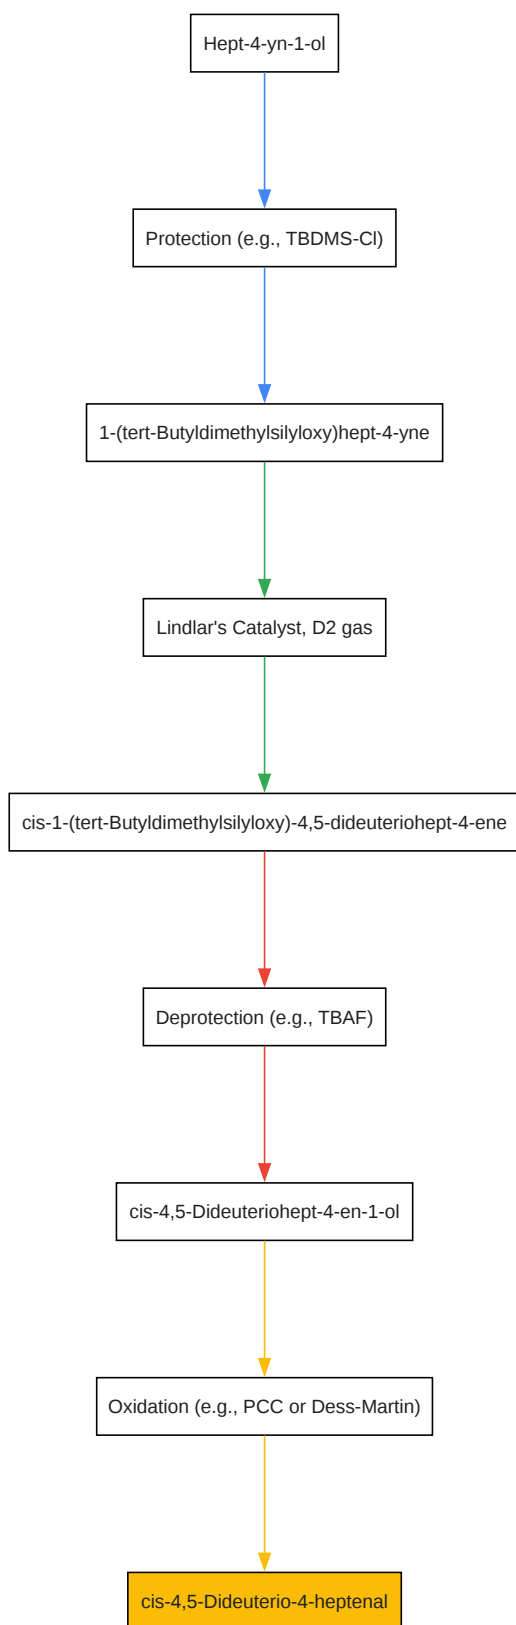 Hept-4-yn-1-ol
Protection (e.g., TBDMS-Cl)
1-(tert-Butyldimethylsilyloxy)hept-4-yne
Lindlar's Catalyst, D2 gas
cis-1-(tert-Butyldimethylsilyloxy)-4,5-dideuteriohept-4-ene
Deprotection (e.g., TBAF)
cis-4,5-Dideuteriohept-4-en-1-ol
Oxidation (e.g., PCC or Dess-Martin)
cis-4,5-Dideuterio-4-heptenal